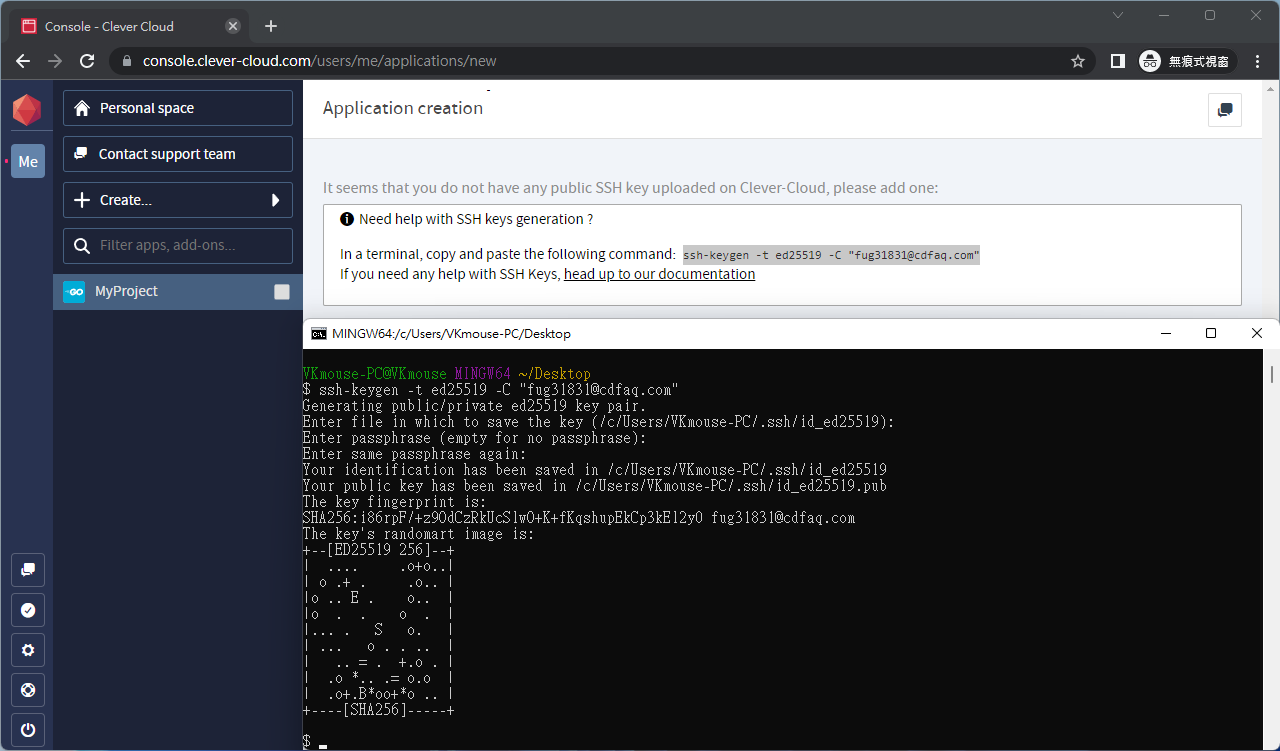 Console - Clever Cloud
console.clever-cloud.com/users/me/applications/new
無痕式視窗
Me
Personal space
Contact support team
Create...
Filter apps, add-ons...
GO MyProject
Application creation
It seems that you do not have any public SSH key uploaded on Clever-Cloud, please add one:
Need help with SSH keys generation ?
In a terminal, copy and paste the following command: ssh-keygen -t ed25519 -C "fug31831@cdfaq.com"
If you need any help with SSH Keys, head up to our documentation
MINGW64:/c/Users/VKmouse-PC/Desktop
VKmouse-PC@VKmouse MINGW64 ~/Desktop
$ ssh-keygen -t ed25519 -C "fug31831@cdfaq.com"
Generating public/private ed25519 key pair.
Enter file in which to save the key (/c/Users/VKmouse-PC/.ssh/id_ed25519):
Enter passphrase (empty for no passphrase):
Enter same passphrase again:
Your identification has been saved in /c/Users/VKmouse-PC/.ssh/id_ed25519
Your public key has been saved in /c/Users/VKmouse-PC/.ssh/id_ed25519.pub
The key fingerprint is:
SHA256:i86rpF/+z9OdCzRkUcSlwO+K+fKqshupEkCp3kEl2y0 fug31831@cdfaq.com
The key's randomart image is:
+--[ED25519 256]--+
|  ....     .o+o..|
| o .+ .     .o.. |
|o .. E .    o..  |
|o  .  .    o  .  |
|... .   S   o.   |
| ...   o . . ..  |
|   .. = .  +.o . |
|  .o *.. .= o.o  |
|  .o+.B*oo+*o .. |
+----[SHA256]-----+
$